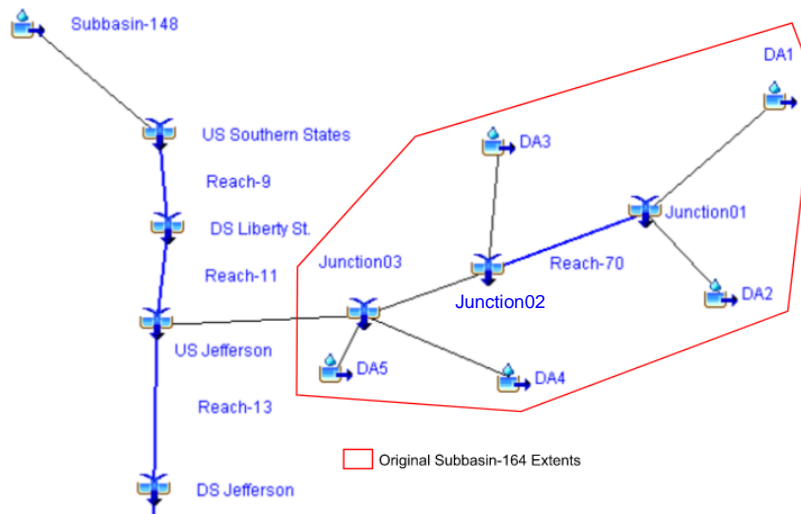 Subbasin-148
DA1
US Southern States
DA3
Reach-9
Junction01
DS Liberty St.
Junction03
Reach-70
Reach-11
DA2
Junction02
US Jefferson
DA5
DA4
Reach-13
Original Subbasin-164 Extents
DS Jefferson